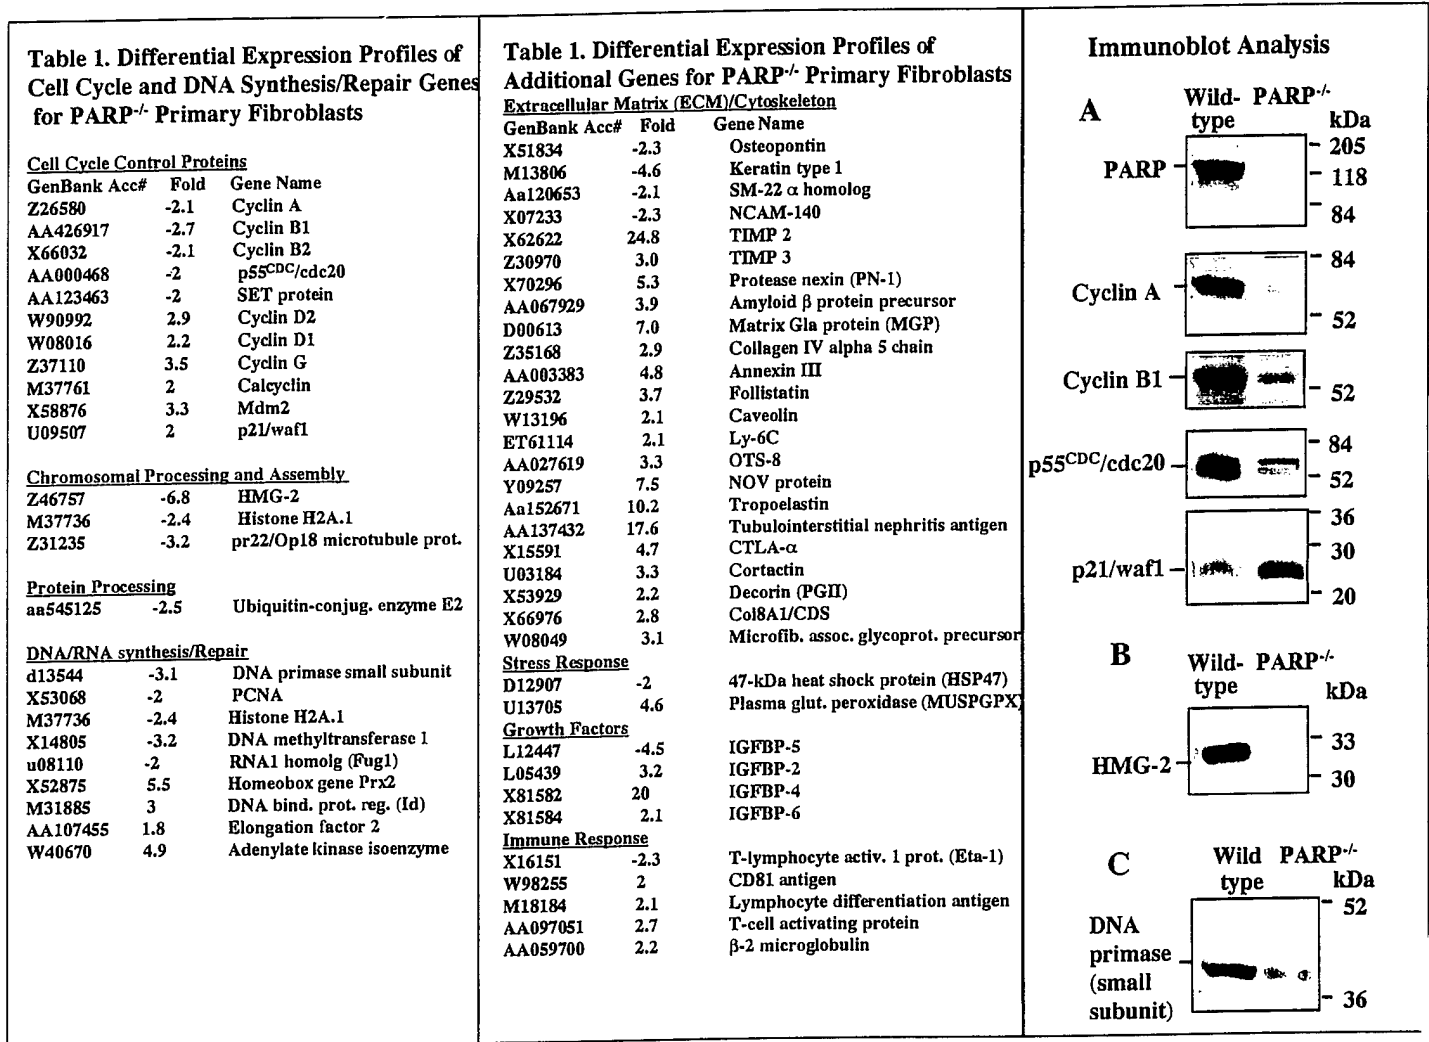 Table 1. Differential Expression Profiles of
Cell Cycle and DNA Synthesis/Repair Genes
for PARP-/- Primary Fibroblasts
Cell Cycle Control Proteins
GenBank Acc# Fold Gene Name
Z26580 -2.1 Cyclin A
AA426917 -2.7 Cyclin B1
X66032 -2.1 Cyclin B2
AA000468 -2 p55CDC/cdc20
AA123463 -2 SET protein
W90992 2.9 Cyclin D2
W08016 2.2 Cyclin D1
Z37110 3.5 Cyclin G
M37761 2 Calcyclin
X58876 3.3 Mdm2
U09507 2 p21/waf1
Chromosomal Processing and Assembly
Z46757 -6.8 HMG-2
M37736 -2.4 Histone H2A.1
Z31235 -3.2 pr22/Op18 microtubule prot.
Protein Processing
aa545125 -2.5 Ubiquitin-conjug. enzyme E2
DNA/RNA synthesis/Repair
d13544 -3.1 DNA primase small subunit
X53068 -2 PCNA
M37736 -2.4 Histone H2A.1
X14805 -3.2 DNA methyltransferase 1
u08110 -2 RNA1 homolg (Fug1)
X52875 5.5 Homeobox gene Prx2
M31885 3 DNA bind. prot. reg. (Id)
AA107455 1.8 Elongation factor 2
W40670 4.9 Adenylate kinase isoenzyme
Table 1. Differential Expression Profiles of
Additional Genes for PARP-/- Primary Fibroblasts
Extracellular Matrix (ECM)/Cytoskeleton
GenBank Acc# Fold Gene Name
X51834 -2.3 Osteopontin
M13806 -4.6 Keratin type 1
Aa120653 -2.1 SM-22 α homolog
X07233 -2.3 NCAM-140
X62622 24.8 TIMP 2
Z30970 3.0 TIMP 3
X70296 5.3 Protease nexin (PN-1)
AA067929 3.9 Amyloid β protein precursor
D00613 7.0 Matrix Gla protein (MGP)
Z35168 2.9 Collagen IV alpha 5 chain
AA003383 4.8 Annexin III
Z29532 3.7 Follistatin
W13196 2.1 Caveolin
ET61114 2.1 Ly-6C
AA027619 3.3 OTS-8
Y09257 7.5 NOV protein
Aa152671 10.2 Tropoelastin
AA137432 17.6 Tubulointerstitial nephritis antigen
X15591 4.7 CTLA-α
U03184 3.3 Cortactin
X53929 2.2 Decorin (PGII)
X66976 2.8 Col8A1/CDS
W08049 3.1 Microfib. assoc. glycoprot. precursor
Stress Response
D12907 -2 47-kDa heat shock protein (HSP47)
U13705 4.6 Plasma glut. peroxidase (MUSPGPX)
Growth Factors
L12447 -4.5 IGFBP-5
L05439 3.2 IGFBP-2
X81582 20 IGFBP-4
X81584 2.1 IGFBP-6
Immune Response
X16151 -2.3 T-lymphocyte activ. 1 prot. (Eta-1)
W98255 2 CD81 antigen
M18184 2.1 Lymphocyte differentiation antigen
AA097051 2.7 T-cell activating protein
AA059700 2.2 β-2 microglobulin
Immunoblot Analysis
A
Wild- PARP-/-
type kDa
PARP
205
118
84
Cyclin A
84
52
Cyclin B1
52
p55CDC/cdc20
84
52
p21/waf1
36
30
20
B
Wild- PARP-/-
type kDa
HMG-2
33
30
C
Wild PARP-/-
type kDa
DNA
primase
(small
subunit)
52
36